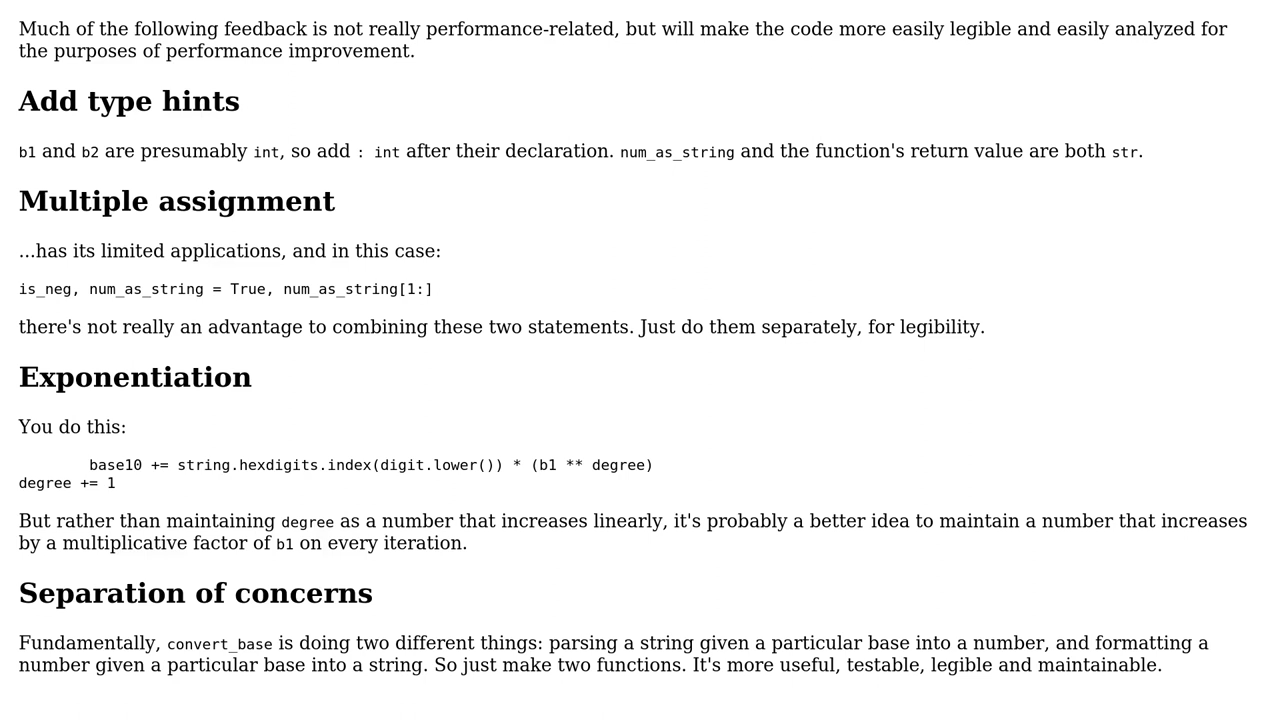 Much of the following feedback is not really performance-related, but will make the code more easily legible and easily analyzed for
the purposes of performance improvement.
Add type hints
b1 and b2 are presumably int, so add : int after their declaration. num_as_string and the function's return value are both str.
Multiple assignment
...has its limited applications, and in this case:
is_neg, num_as_string = True, num_as_string[1:]
there's not really an advantage to combining these two statements. Just do them separately, for legibility.
Exponentiation
You do this:
        base10 += string.hexdigits.index(digit.lower()) * (b1 ** degree)
degree += 1
But rather than maintaining degree as a number that increases linearly, it's probably a better idea to maintain a number that increases
by a multiplicative factor of b1 on every iteration.
Separation of concerns
Fundamentally, convert_base is doing two different things: parsing a string given a particular base into a number, and formatting a
number given a particular base into a string. So just make two functions. It's more useful, testable, legible and maintainable.